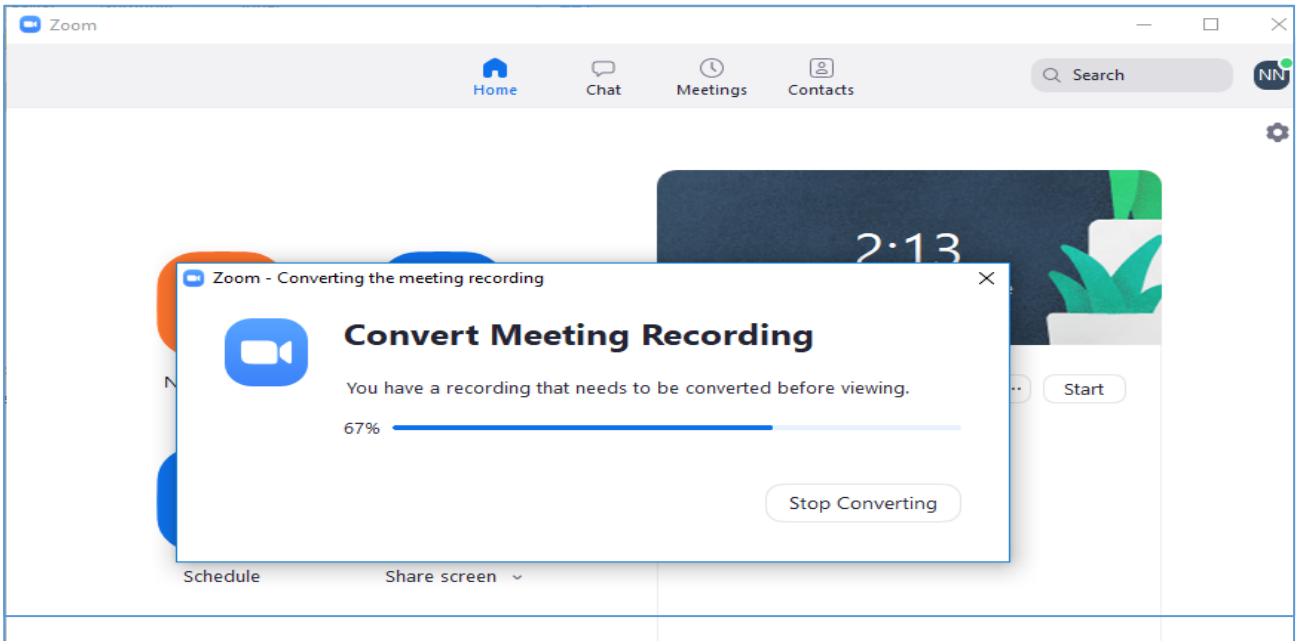 Zoom
Home
Chat
Meetings
Contacts
Search
NN
2:13
Zoom - Converting the meeting recording
Convert Meeting Recording
You have a recording that needs to be converted before viewing.
67%
Start
Stop Converting
Schedule
Share screen